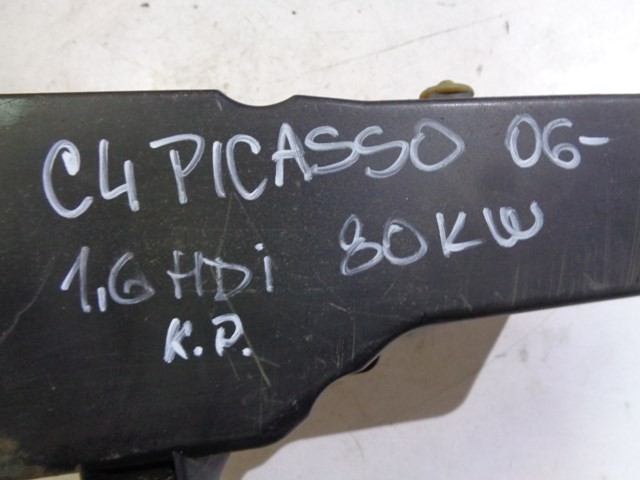 C4 PICASSO 06-
1,6 HDi 80KW
K.P.